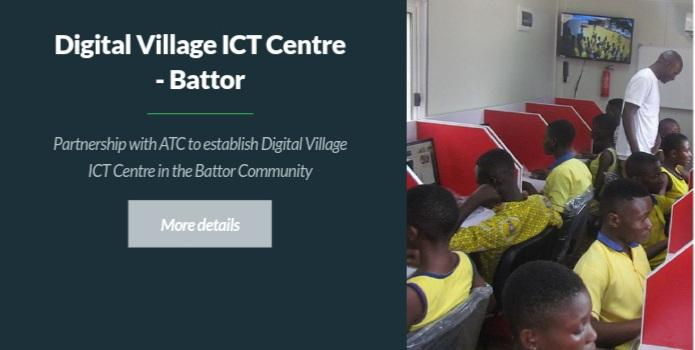 Digital Village ICT Centre
- Battor
Partnership with ATC to establish Digital Village
ICT Centre in the Battor Community
More details